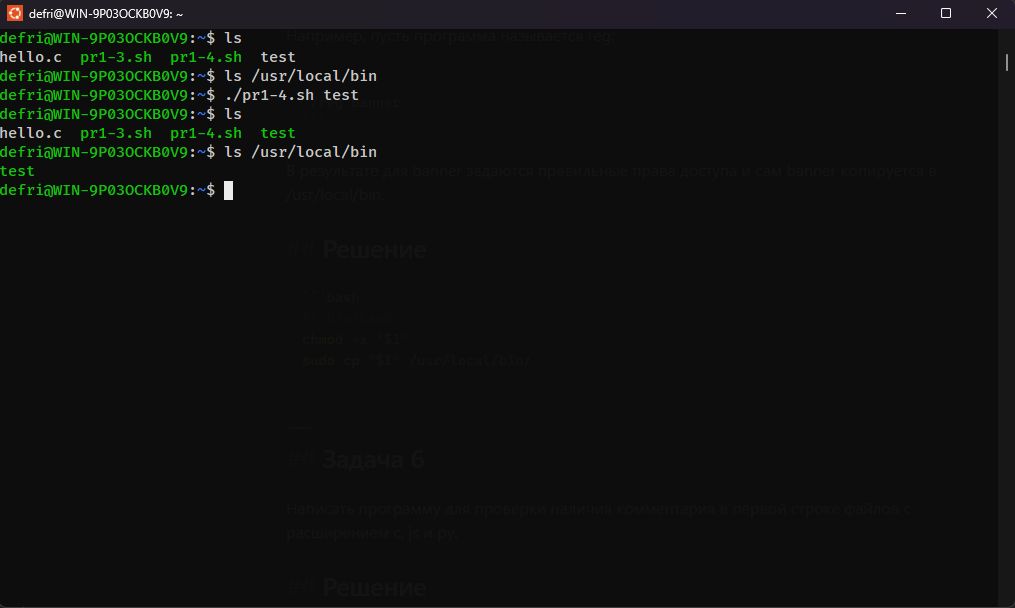 defri@WIN-9P03OCKB0V9: ~
defri@WIN-9P03OCKB0V9:~$ ls
Например, пусть программа называется reg:
hello.c  pr1-3.sh  pr1-4.sh  test
defri@WIN-9P03OCKB0V9:~$ ls /usr/local/bin
defri@WIN-9P03OCKB0V9:~$ ./pr1-4.sh test
defri@WIN-9P03OCKB0V9:~$ ls
hello.c  pr1-3.sh  pr1-4.sh  test
defri@WIN-9P03OCKB0V9:~$ ls /usr/local/bin
test
В результате для banner задаются правильные права доступа и сам banner копируется в
defri@WIN-9P03OCKB0V9:~$
/usr/local/bin.
## Решение
bash
chmod +x "$1"
sudo cp "$1" /usr/local/bin/
## Задача 6
Написать программу для проверки наличия комментария в первой строке файлов с
расширением c, js и py.
## Решение